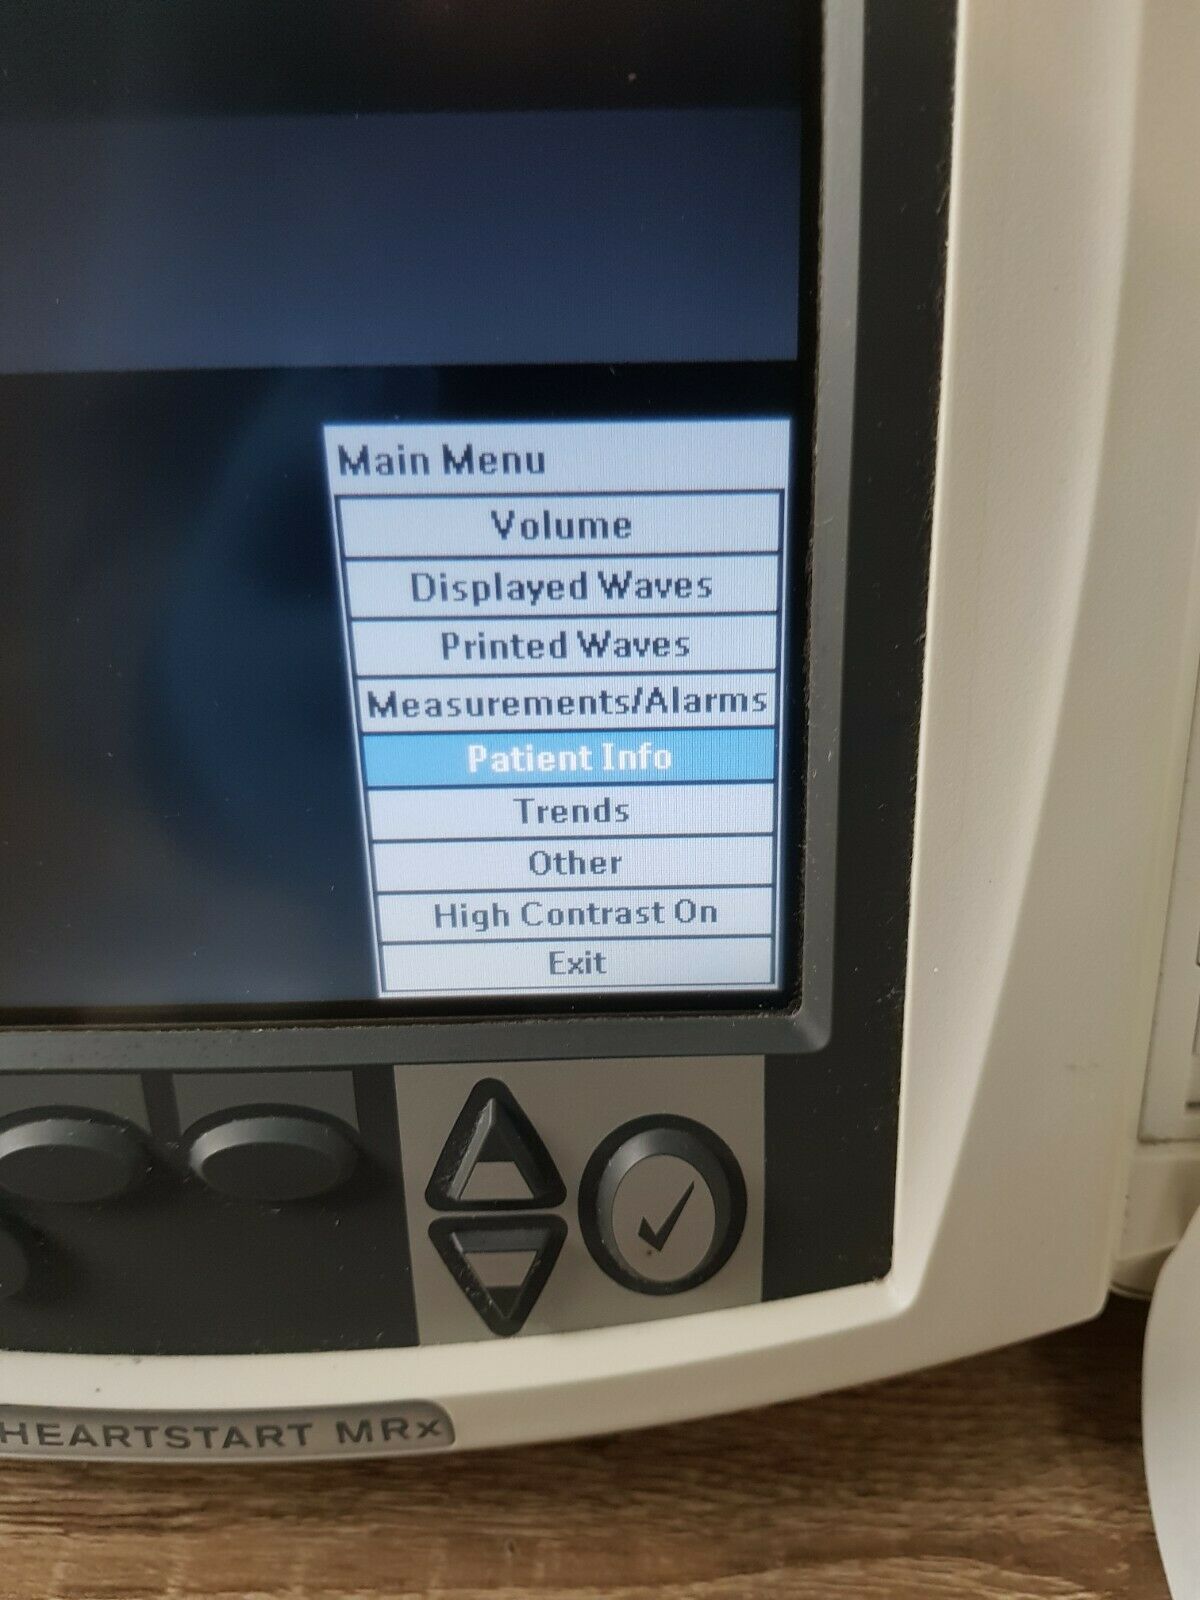 Main Menu
Volume
Displayed Waves
Printed Waves
Measurements/Alarms
Patient Info
Trends
Other
High Contrast On
Exit
HEARTSTART MRx